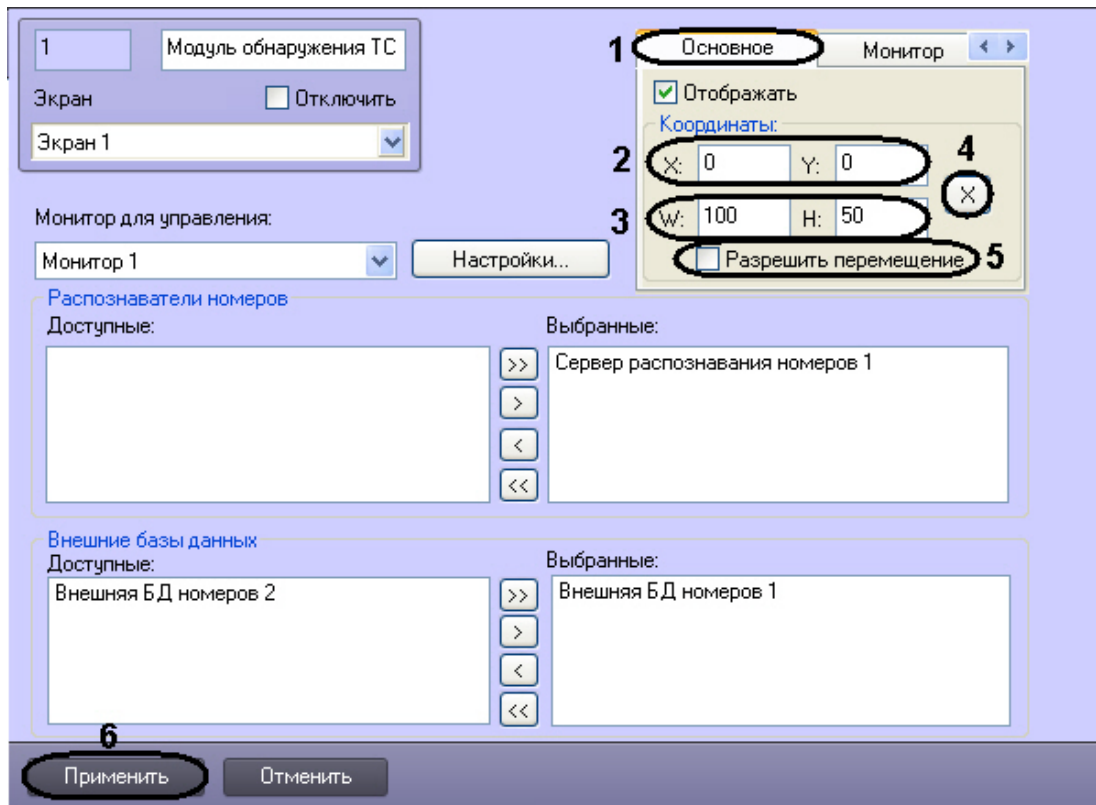 1
Модуль обнаружения ТС
Экран
Отключить
Экран 1
1
Основное
Монитор
Отображать
Координаты:
2
X: 0 Y: 0
4
X
3
W: 100 H: 50
Разрешить перемещение
5
Монитор для управления:
Монитор 1
Настройки...
Распознаватели номеров
Доступные:
Выбранные:
Сервер распознавания номеров 1
>>
>
<
<<
Внешние базы данных
Доступные:
Выбранные:
Внешняя БД номеров 2
Внешняя БД номеров 1
>>
>
<
<<
6
Применить
Отменить